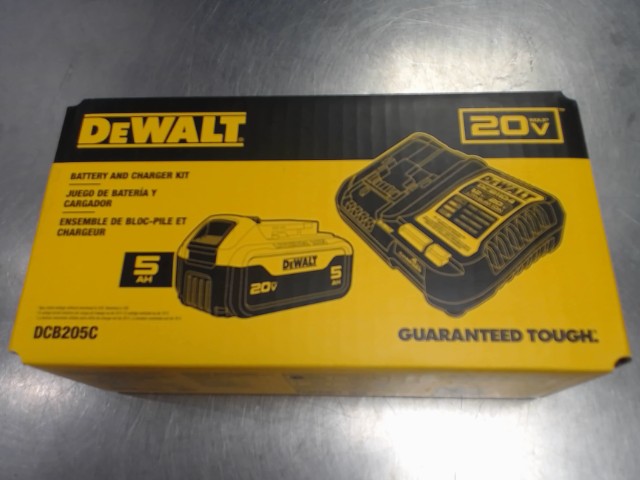 DEWALT
20V MAX
BATTERY AND CHARGER KIT
JUEGO DE BATERÍA Y
CARGADOR
ENSEMBLE DE BLOC-PILE ET
CHARGEUR
5
AH
DEWALT
20V
5
DEWALT
DCB205C
GUARANTEED TOUGH.